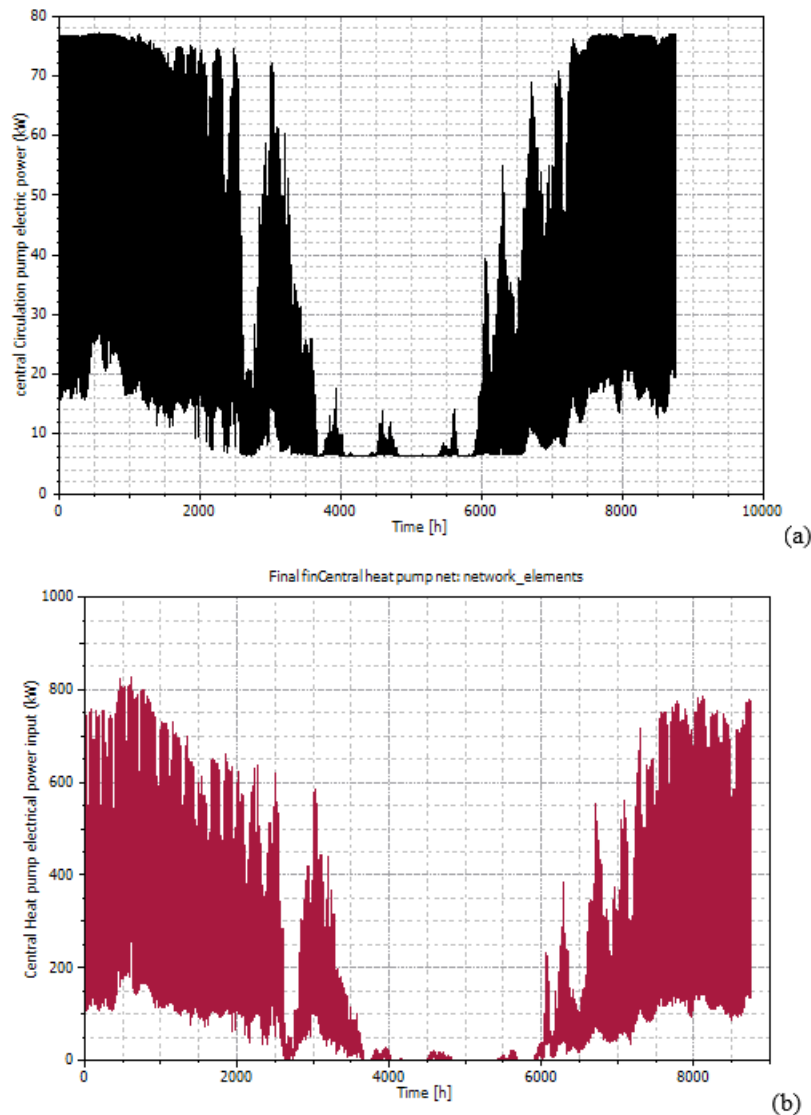 80
70
60
50
40
30
20
10
0
central Circulation pump electric power (kW)
0 2000 4000 6000 8000 10000
Time [h]
(a)
Final finCentral heat pump net: network_elements
1000
800
600
400
200
0
Central Heat pump electrical power input (kW)
0 2000 4000 6000 8000
Time [h]
(b)